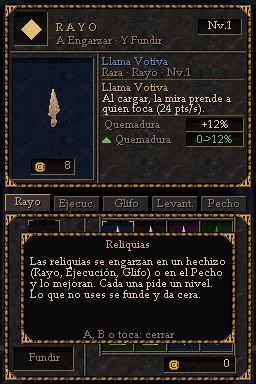 RAYO
Nv.1
A Engarzar · Y Fundir
Llama Votiva
Rara · Rayo · Nv.1
Llama Votiva
Al cargar, la mira prende a
quien foca (24 pts/s).
Quemadura +12%
Quemadura 0->12%
8
Rayo Ejecuc. Glifo Levant. Pecho
Reliquias
Las reliquias se engarzan en un hechizo
(Rayo, Ejecución, Glifo) o en el Pecho
y lo mejoran. Cada una pide un nivel.
Lo que no uses se funde y da cera.
A, B o toca: cerrar
Fundir
0